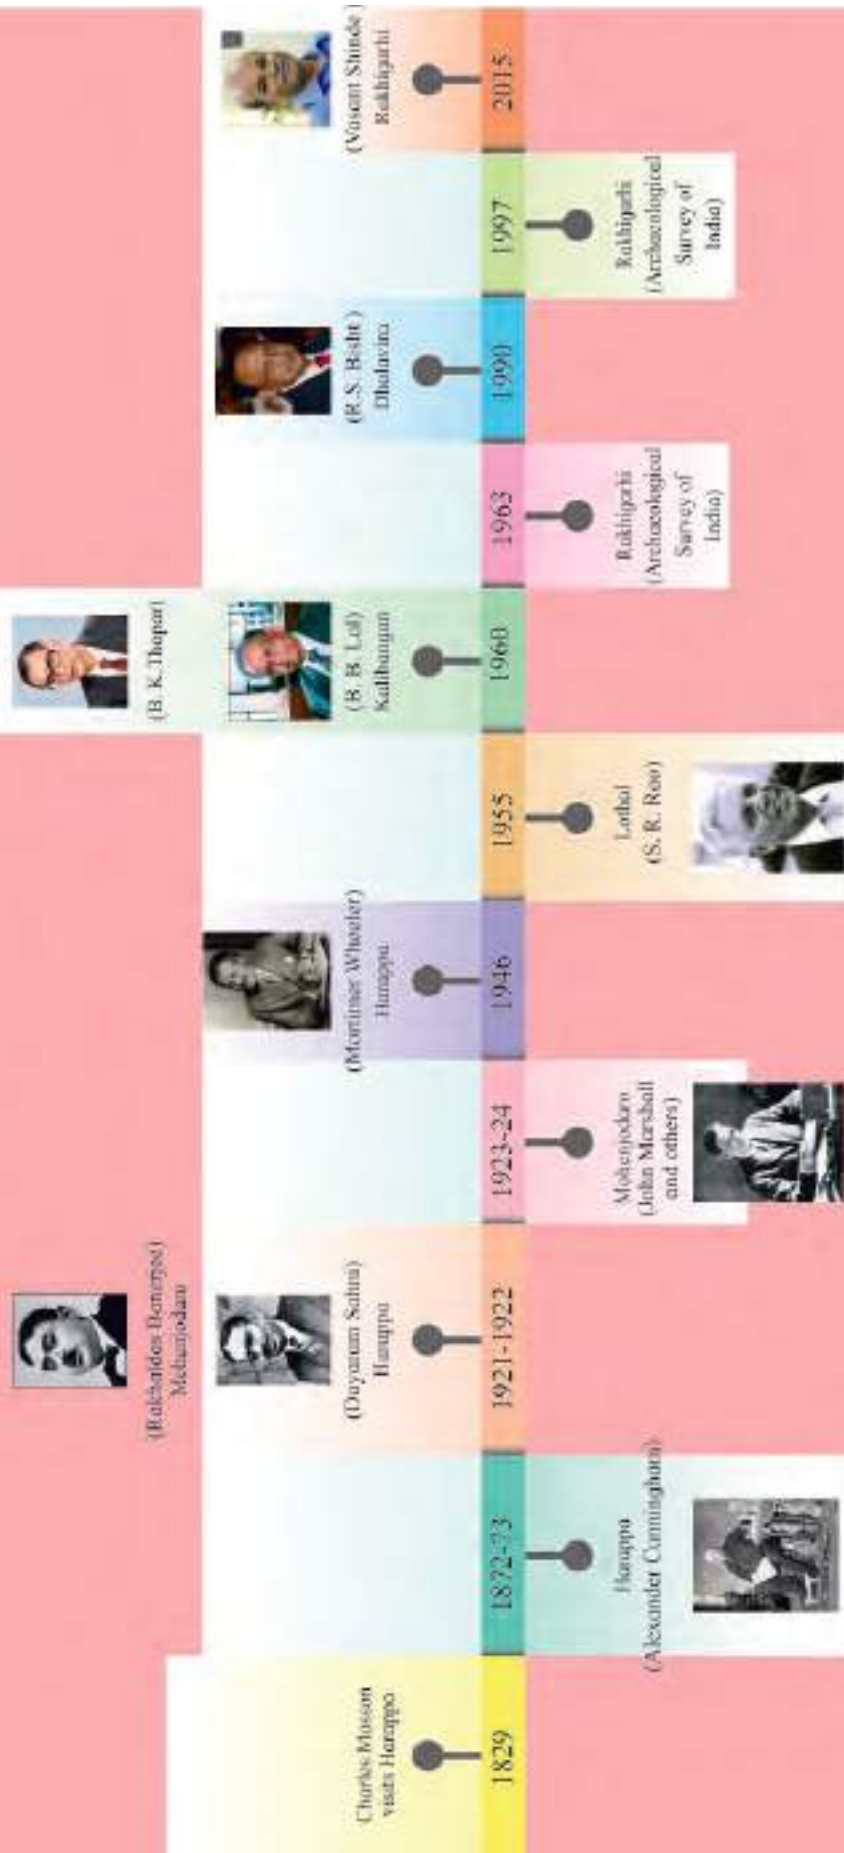 1829
Charles Masson
visits Harappa
1872-73
Harappa
(Alexander Cunningham)
1921-1922
(Rakhaldas Banerjee)
Mohenjodaro
(Dayaram Sahni)
Harappa
1923-24
Mohenjodaro
(John Marshall
and others)
1946
(Mortimer Wheeler)
Harappa
1955
Lothal
(S. R. Rao)
1960
(B. K. Thapar)
(B. B. Lal)
Kalibangan
1963
Rakhigarhi
(Archaeological
Survey of
India)
1990
(R.S. Bisht)
Dholavira
1997
Rakhigarhi
(Archaeological
Survey of
India)
2015
(Vasant Shinde)
Rakhigarhi